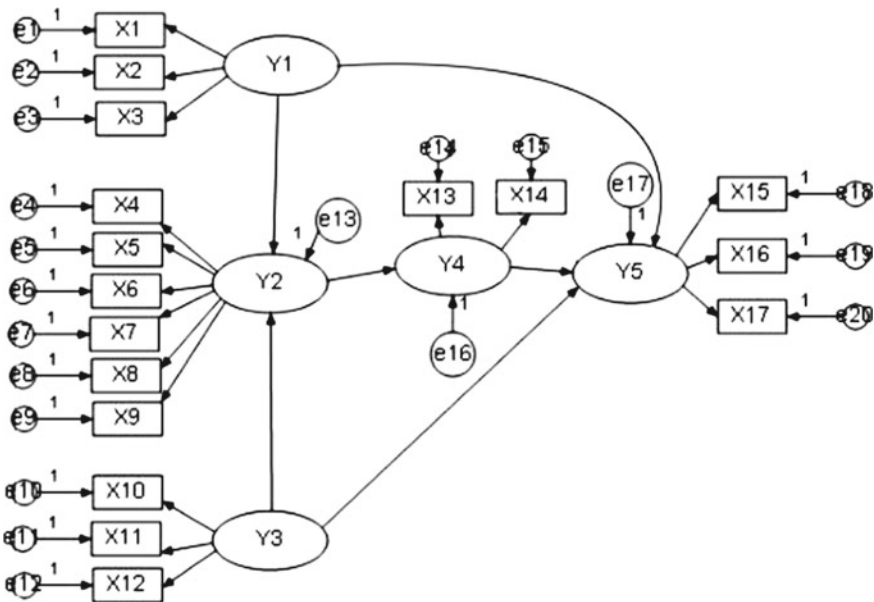 e1 1 X1
e2 1 X2
e3 1 X3
Y1
e14 e15
X13 X14
e17 1
X15 1 e18
e4 1 X4
e5 1 X5
e6 1 X6
e7 1 X7
e8 1 X8
e9 1 X9
1 e13
Y2
Y4
1
e16
Y5
X16 1 e19
X17 1 e20
e10 1 X10
e11 1 X11
e12 1 X12
Y3